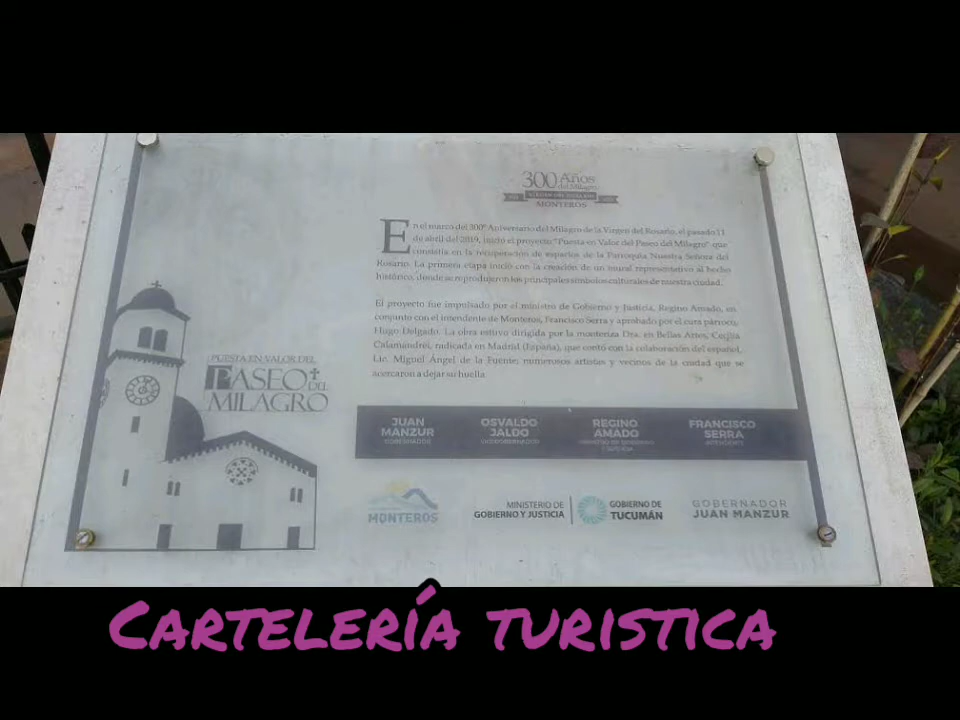 300 Años
del Milagro
MONTEROS
En el marco del 300° Aniversario del Milagro de la Virgen del Rosario, el pasado 11
de abril del 2019, inició el proyecto "Puesta en Valor del Paseo del Milagro" que
consistía en la recuperación de espacios de la Parroquia Nuestra Señora del
Rosario. La primera etapa inició con la creación de un mural representativo al hecho
histórico, donde se reprodujeron sus principales símbolos culturales de nuestra ciudad.
El proyecto fue impulsado por el ministro de Gobierno y Justicia, Regino Amado, en
conjunto con el intendente de Monteros, Francisco Serra y aprobado por el cura párroco,
Hugo Delgado. La obra estuvo dirigida por la monteriza Dra. en Bellas Artes, Cecilia
Calamandrei, radicada en Madrid (España), que contó con la colaboración del español,
Lic. Miguel Ángel de la Fuente, numerosos artistas y vecinos de la ciudad que se
acercaron a dejar su huella.
PUESTA EN VALOR DEL
PASEO DEL
MILAGRO
JUAN
MANZUR
GOBERNADOR
OSVALDO
JALDO
VICEGOBERNADOR
REGINO
AMADO
MINISTRO DE GOBIERNO
Y JUSTICIA
FRANCISCO
SERRA
INTENDENTE
MONTEROS
MINISTERIO DE
GOBIERNO Y JUSTICIA
GOBIERNO DE
TUCUMÁN
GOBERNADOR
JUAN MANZUR
CARTELERÍA TURISTICA